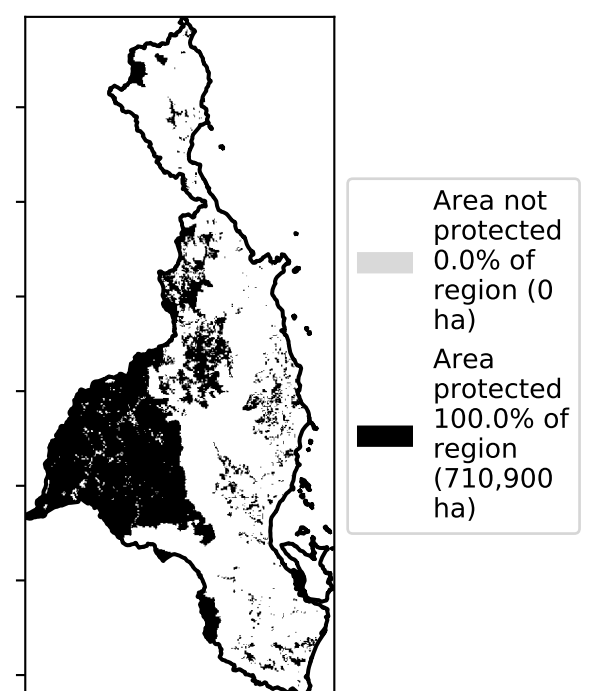 Area not
protected
0.0% of
region (0
ha)
Area
protected
100.0% of
region
(710,900
ha)